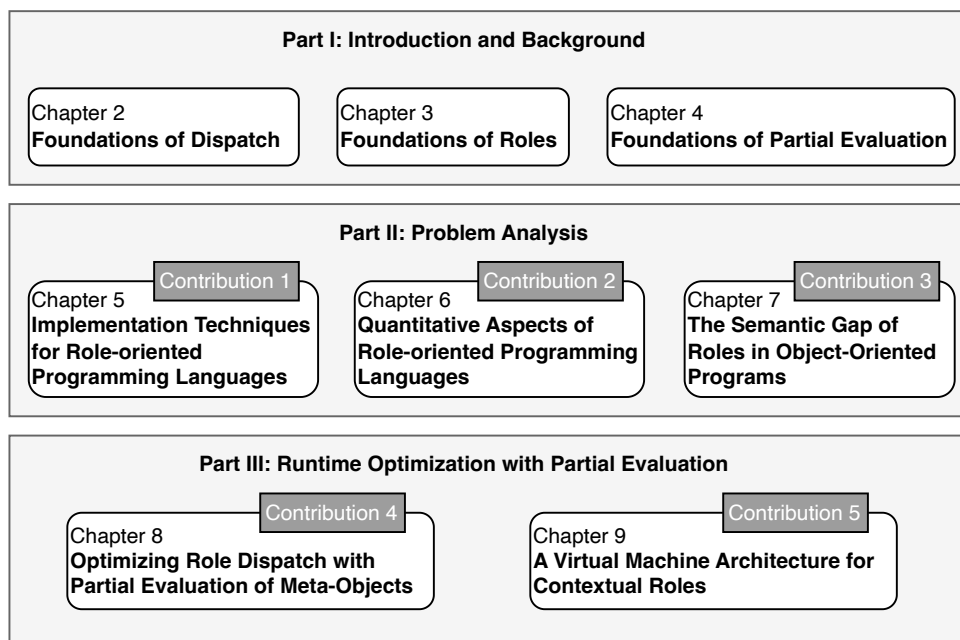 Part I: Introduction and Background
Chapter 2
Foundations of Dispatch
Chapter 3
Foundations of Roles
Chapter 4
Foundations of Partial Evaluation
Part II: Problem Analysis
Contribution 1
Chapter 5
Implementation Techniques
for Role-oriented
Programming Languages
Contribution 2
Chapter 6
Quantitative Aspects of
Role-oriented Programming
Languages
Contribution 3
Chapter 7
The Semantic Gap of
Roles in Object-Oriented
Programs
Part III: Runtime Optimization with Partial Evaluation
Contribution 4
Chapter 8
Optimizing Role Dispatch with
Partial Evaluation of Meta-Objects
Contribution 5
Chapter 9
A Virtual Machine Architecture for
Contextual Roles